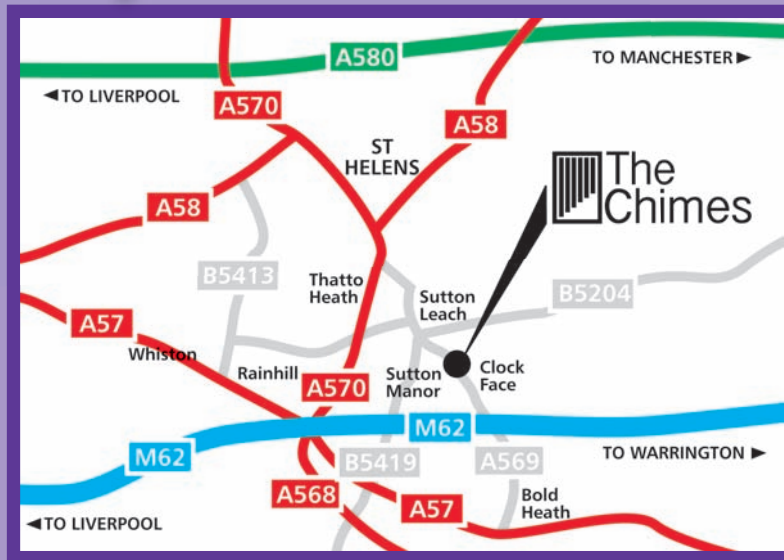 A580
TO MANCHESTER ►
◄TO LIVERPOOL
A570
A58
ST
HELENS
The
Chimes
A58
B5413
Thatto
Heath
Sutton
Leach
B5204
A57
Whiston
Rainhill
A570
Sutton
Manor
Clock
Face
M62
M62
B5419
A569
TO WARRINGTON ►
A568
A57
Bold
Heath
◄TO LIVERPOOL